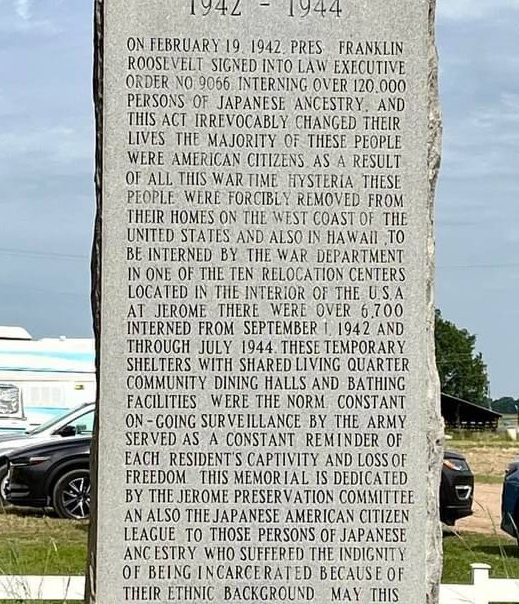 1942 - 1944
ON FEBRUARY 19, 1942, PRES FRANKLIN
ROOSEVELT SIGNED INTO LAW EXECUTIVE
ORDER NO. 9066, INTERNING OVER 120,000
PERSONS OF JAPANESE ANCESTRY, AND
THIS ACT IRREVOCABLY CHANGED THEIR
LIVES THE MAJORITY OF THESE PEOPLE
WERE AMERICAN CITIZENS. AS A RESULT
OF ALL THIS WAR TIME HYSTERIA THESE
PEOPLE WERE FORCIBLY REMOVED FROM
THEIR HOMES ON THE WEST COAST OF THE
UNITED STATES AND ALSO IN HAWAII, TO
BE INTERNED BY THE WAR DEPARTMENT
IN ONE OF THE TEN RELOCATION CENTERS
LOCATED IN THE INTERIOR OF THE U.S.A
AT JEROME THERE WERE OVER 6,700
INTERNED FROM SEPTEMBER 1, 1942 AND
THROUGH JULY 1944. THESE TEMPORARY
SHELTERS, WITH SHARED LIVING QUARTER
COMMUNITY DINING HALLS AND BATHING
FACILITIES WERE THE NORM CONSTANT
ON-GOING SURVEILLANCE BY THE ARMY
SERVED AS A CONSTANT REMINDER OF
EACH RESIDENT'S CAPTIVITY AND LOSS OF
FREEDOM THIS MEMORIAL IS DEDICATED
BY THE JEROME PRESERVATION COMMITTEE
AN ALSO THE JAPANESE AMERICAN CITIZEN
LEAGUE TO THOSE PERSONS OF JAPANESE
ANCESTRY WHO SUFFERED THE INDIGNITY
OF BEING INCARCERATED BECAUSE OF
THEIR ETHNIC BACKGROUND MAY THIS